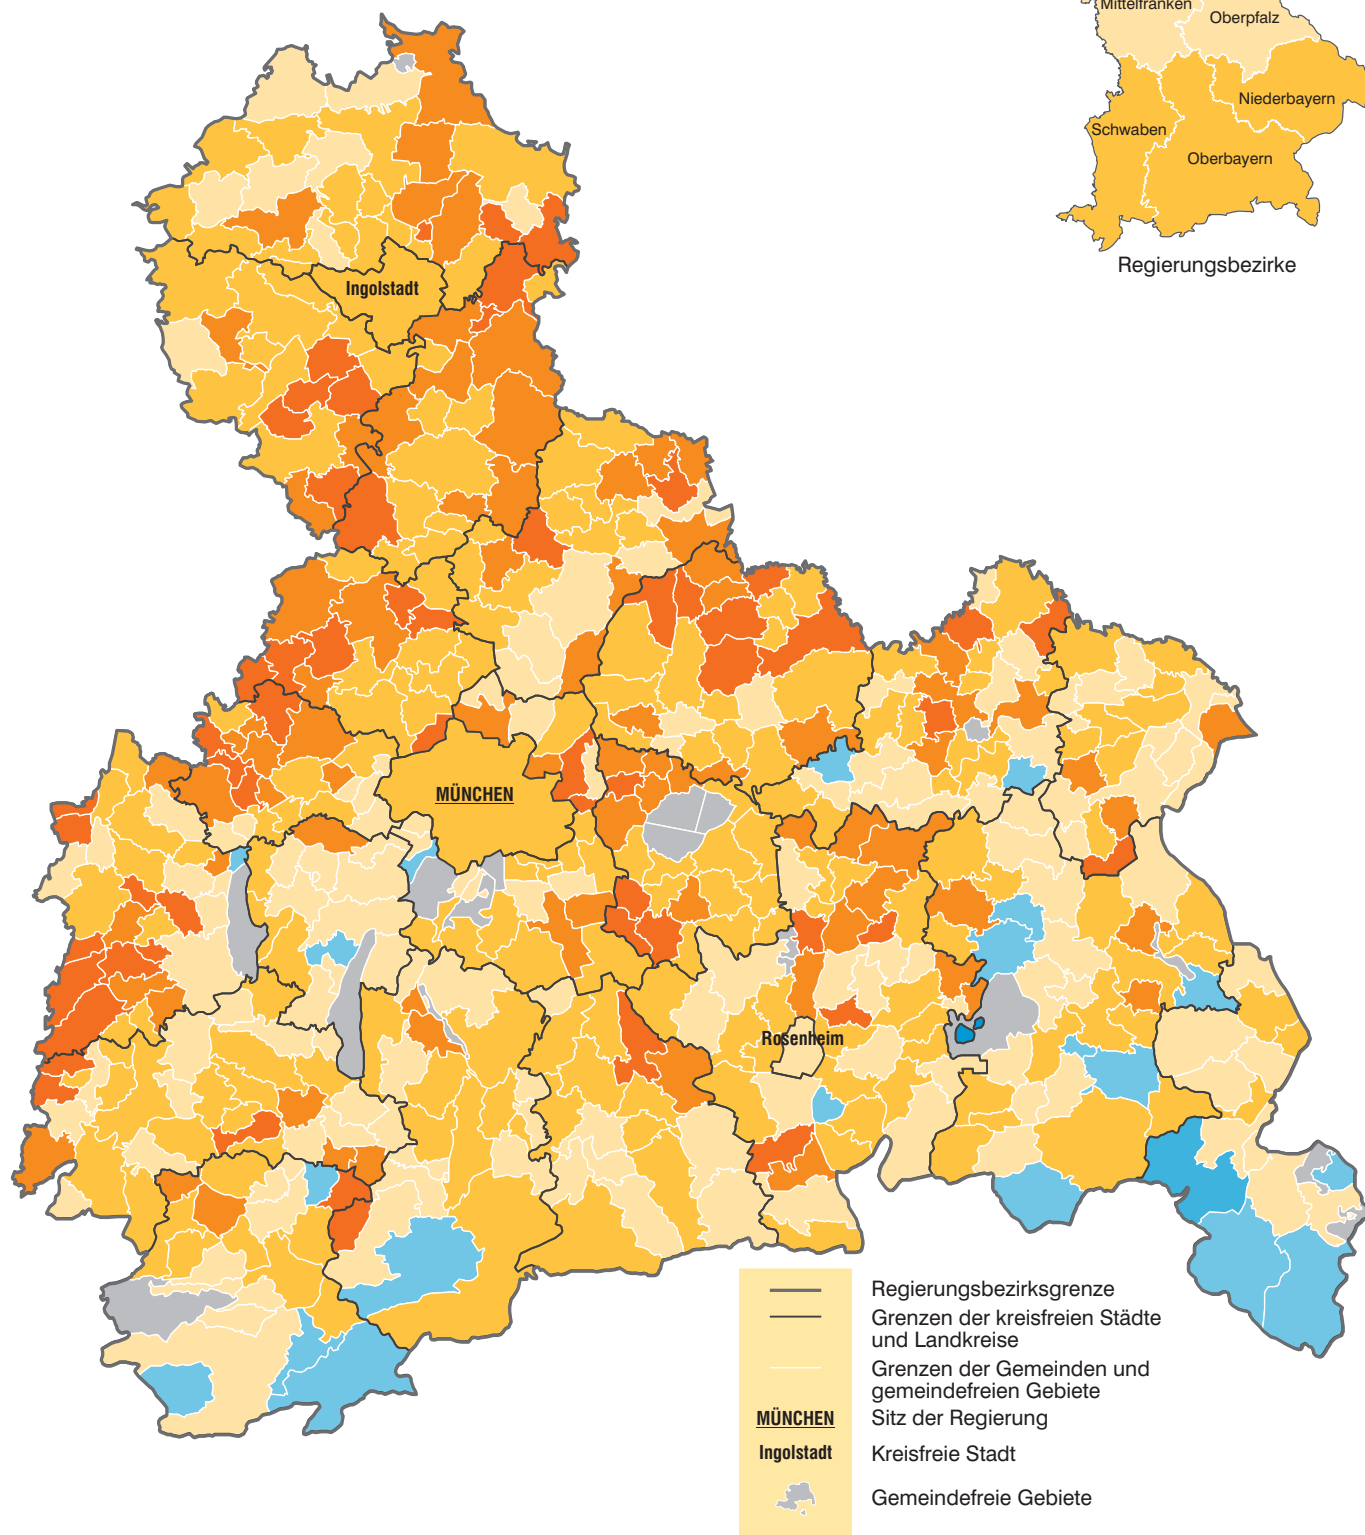 Mittelfranken
Oberpfalz
Niederbayern
Schwaben
Oberbayern
Regierungsbezirke
Ingolstadt
MÜNCHEN
Rosenheim
Regierungsbezirksgrenze
Grenzen der kreisfreien Städte
und Landkreise
Grenzen der Gemeinden und
gemeindefreien Gebiete
MÜNCHEN Sitz der Regierung
Ingolstadt Kreisfreie Stadt
Gemeindefreie Gebiete